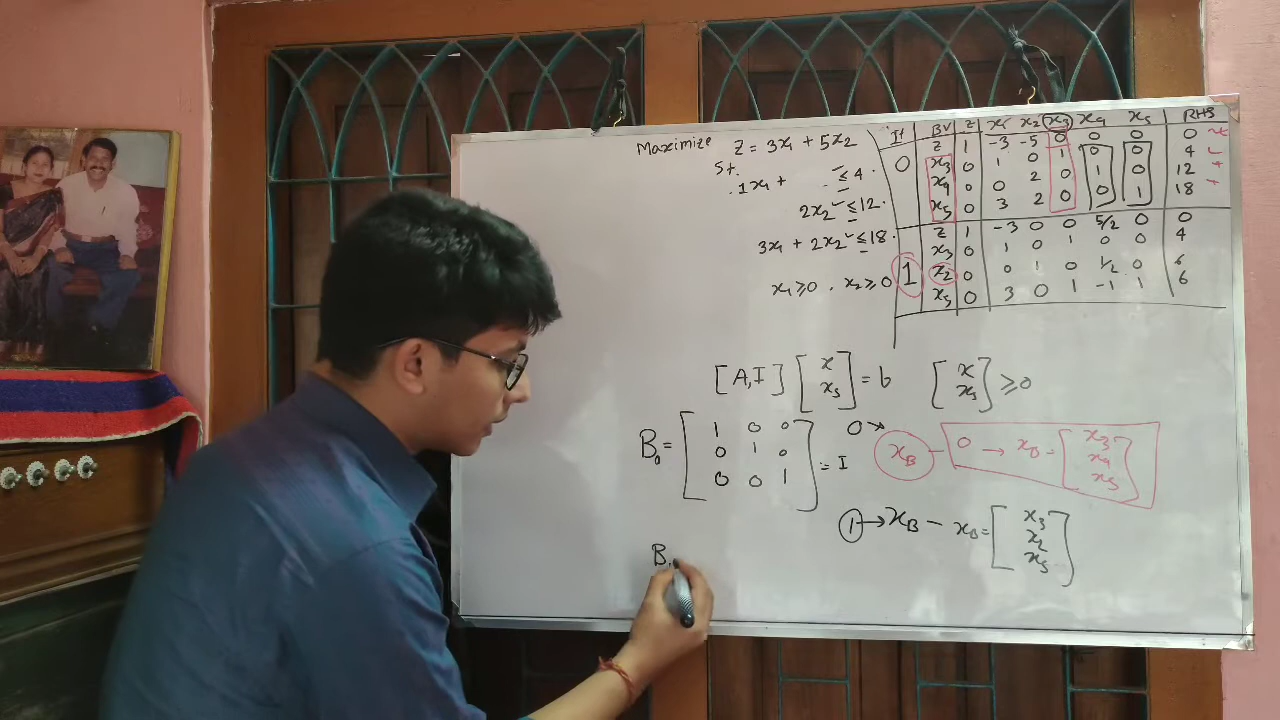 Maximize Z = 3x₁ + 5x₂
St.
1x₁ + ≤ 4.
2x₂ ≤ 12.
3x₁ + 2x₂ ≤ 18.
x₁ ≥ 0 . x₂ ≥ 0
It BV Z x₁ x₂ x₃ x₄ x₅ RHS
0 Z 1 -3 -5 0 0 0 0
x₃ 0 1 0 1 0 0 4
x₄ 0 0 2 0 1 0 12
x₅ 0 3 2 0 0 1 18
1 Z 1 -3 0 0 5/2 0 0
x₃ 0 1 0 1 0 0 4
x₂ 0 0 1 0 1/2 0 6
x₅ 0 3 0 1 -1 1 6
[A,I] [x xs] = b [x xs] ≥ 0
B₀ = [1 0 0
0 1 0
0 0 1] = I
0 →
xB - 0 → xB = [x₃
x₄
x₅]
1 → xB - xB = [x₃
x₂
x₅]
B